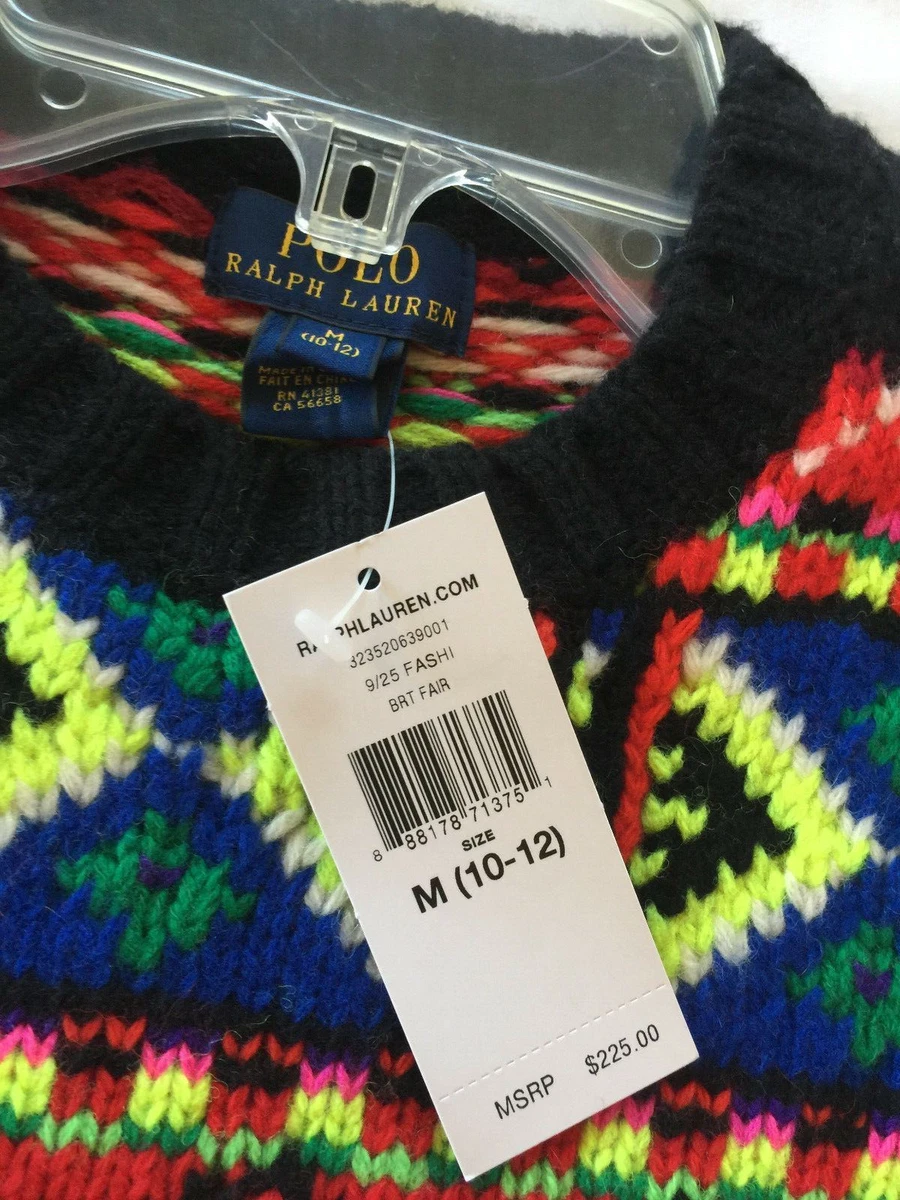 POLO
RALPH LAUREN
M
(10-12)
MADE IN
FAIT EN CHINE
RN 41381
CA 56658
RALPHLAUREN.COM
323520639001
9/25 FASHI
BRT FAIR
8 88178 71375 1
SIZE
M (10-12)
MSRP $225.00